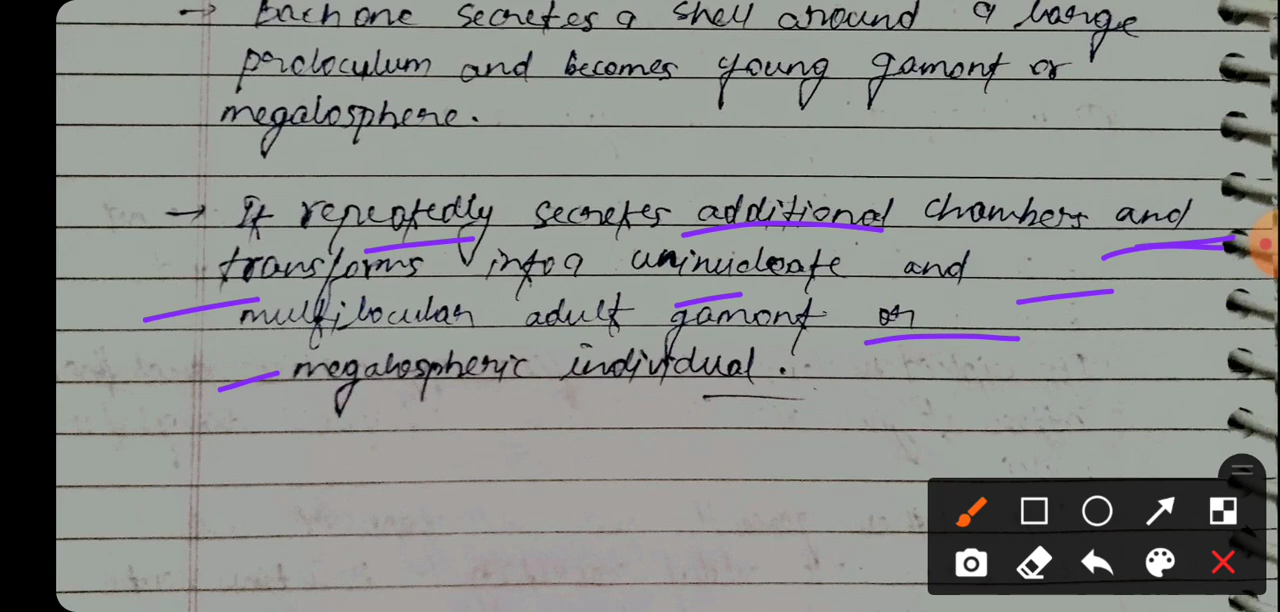 → Each one secretes a shell around a large
proloculum and becomes young gamont or
megalosphere.
→ It repeatedly secretes additional chambers and
transforms into a uninucleate and
multilocular adult gamont or
megalospheric individual.